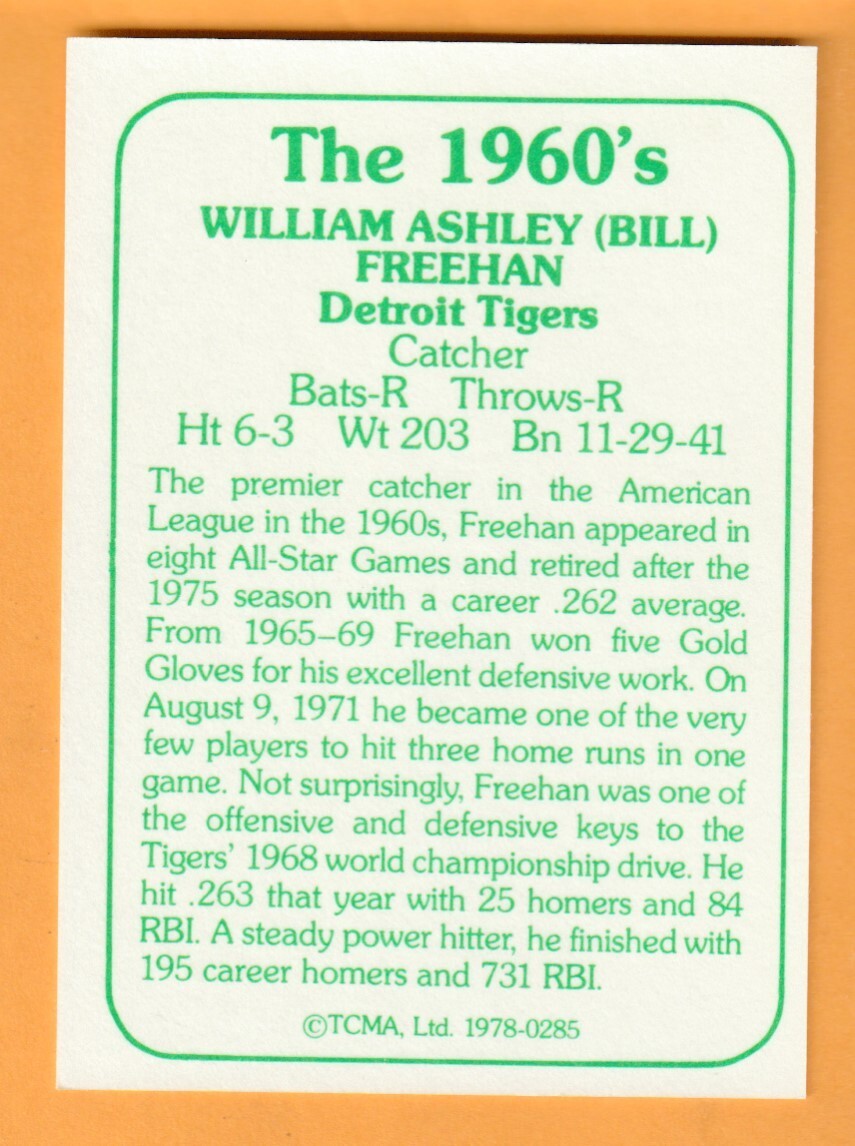 The 1960's
WILLIAM ASHLEY (BILL)
FREEHAN
Detroit Tigers
Catcher
Bats-R Throws-R
Ht 6-3 Wt 203 Bn 11-29-41
The premier catcher in the American
League in the 1960s, Freehan appeared in
eight All-Star Games and retired after the
1975 season with a career .262 average.
From 1965–69 Freehan won five Gold
Gloves for his excellent defensive work. On
August 9, 1971 he became one of the very
few players to hit three home runs in one
game. Not surprisingly, Freehan was one of
the offensive and defensive keys to the
Tigers' 1968 world championship drive. He
hit .263 that year with 25 homers and 84
RBI. A steady power hitter, he finished with
195 career homers and 731 RBI.
©TCMA, Ltd. 1978-0285